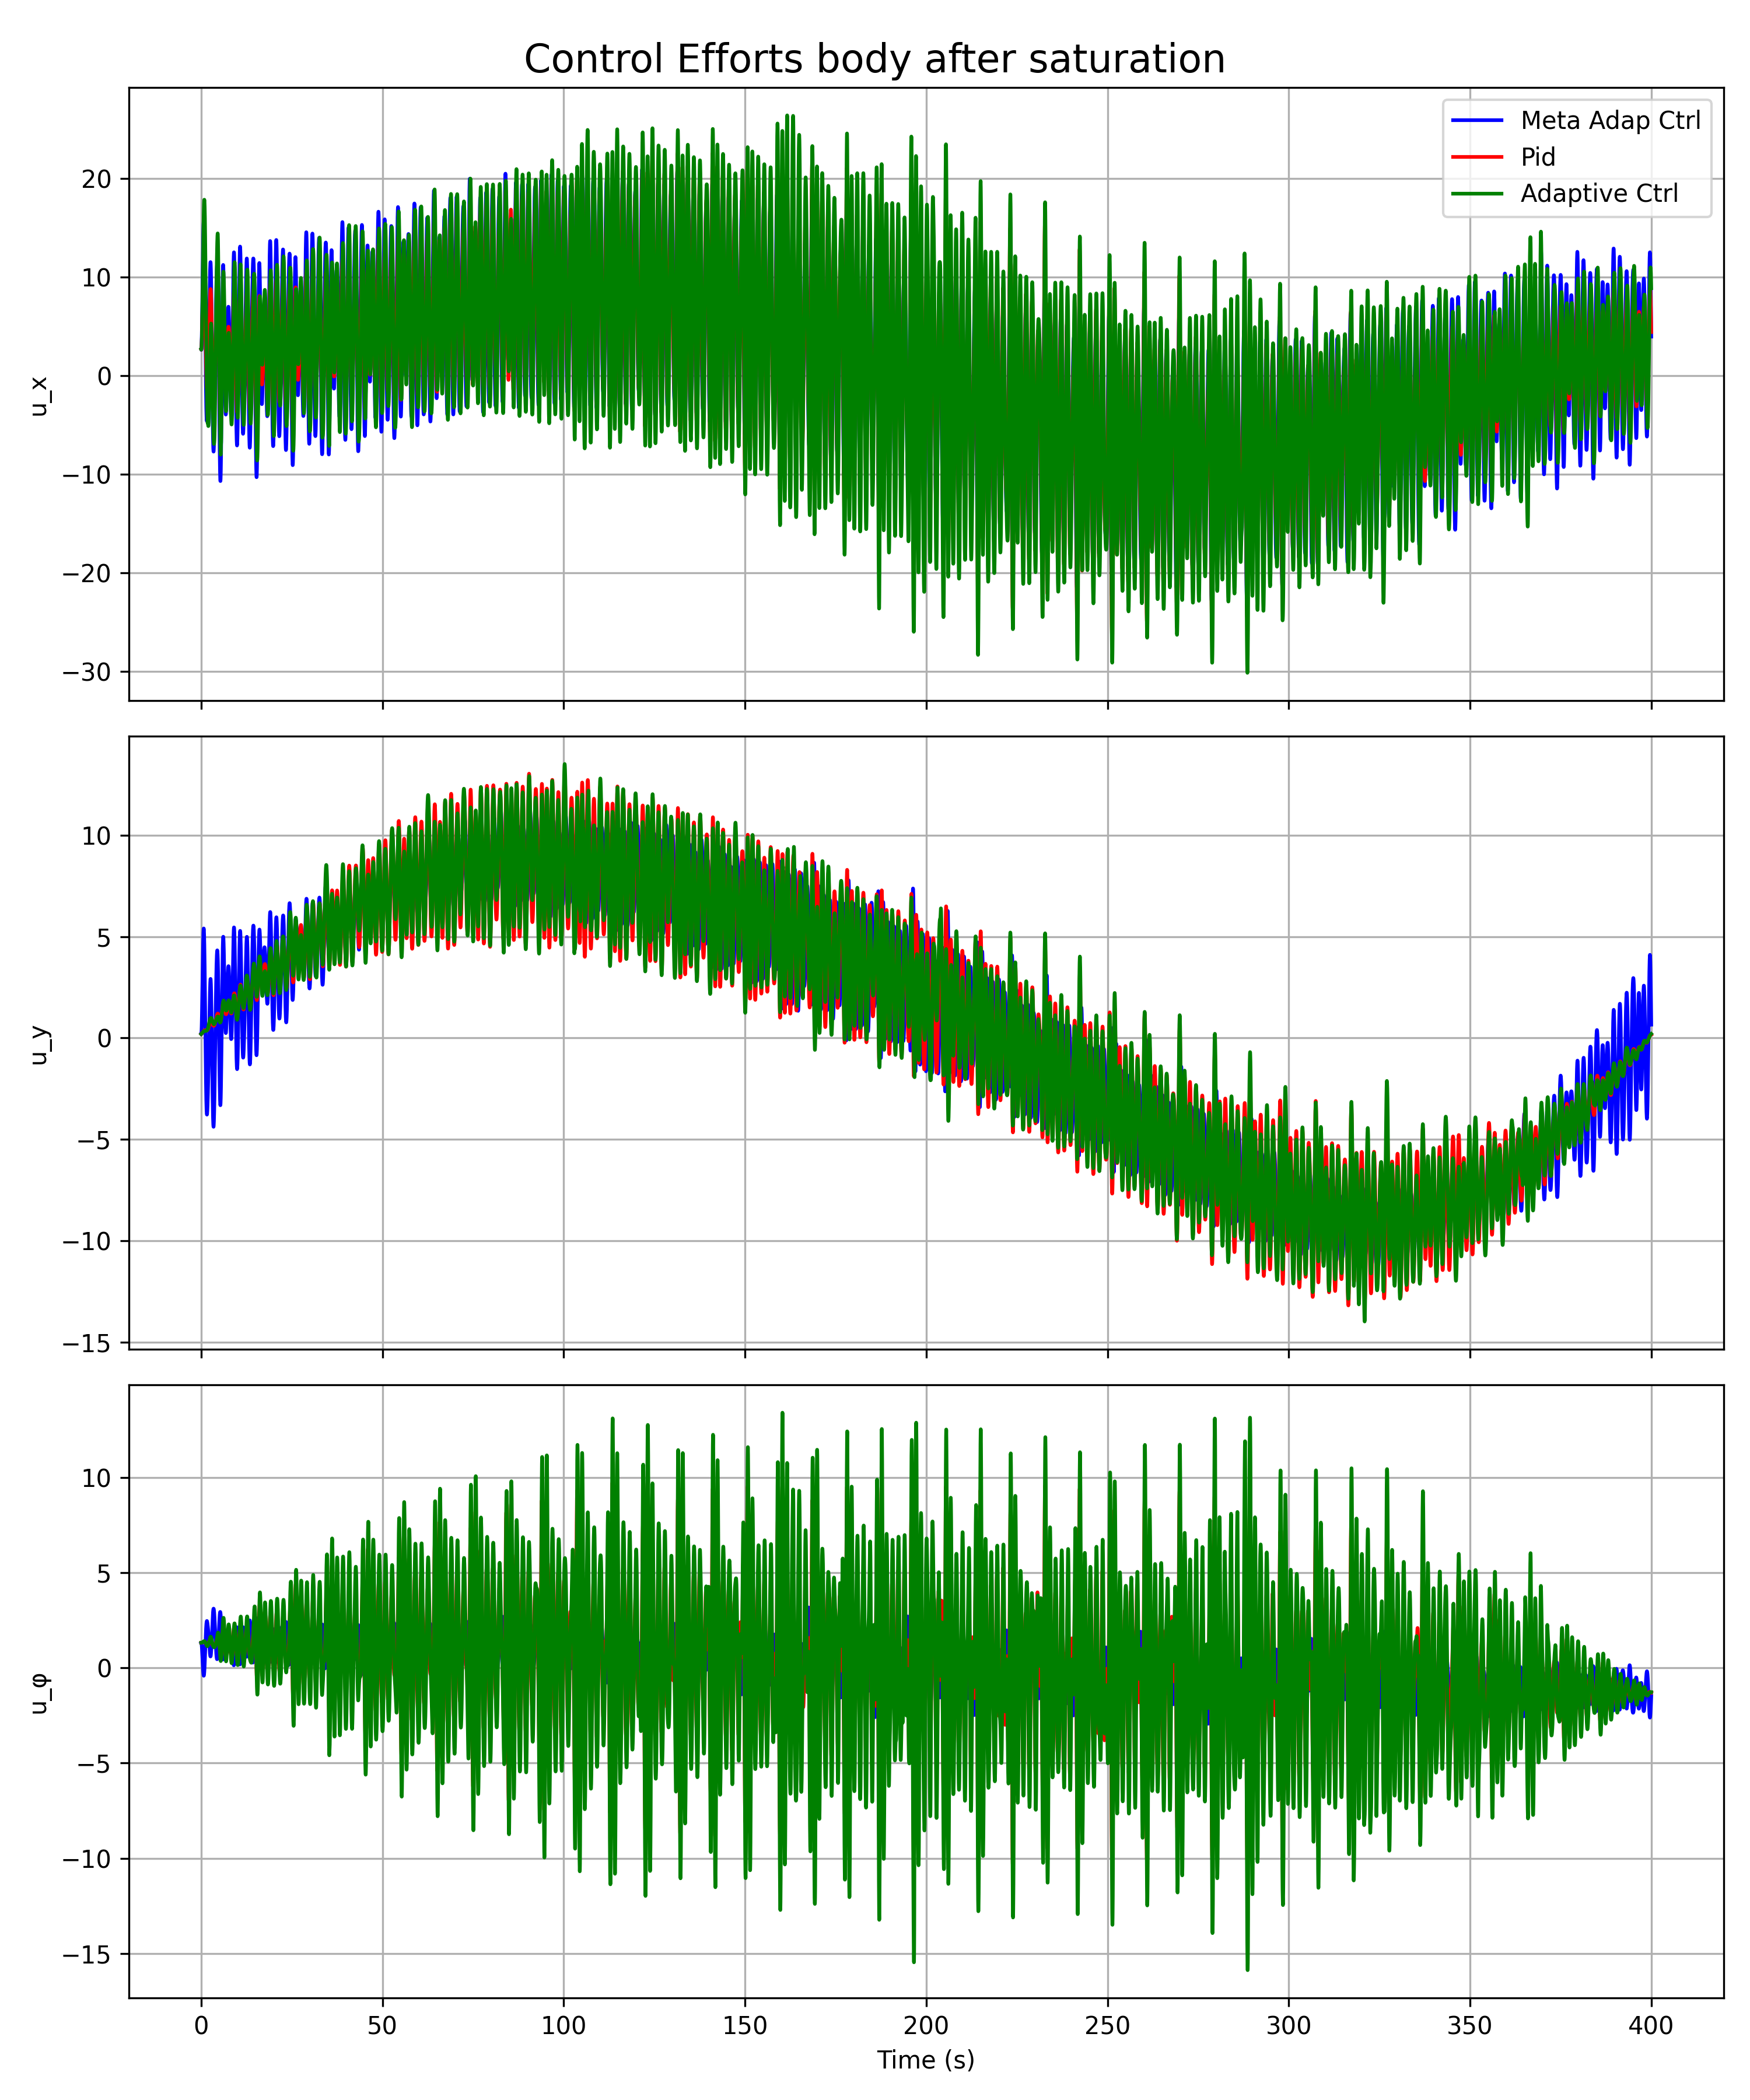 Control Efforts body after saturation
Meta Adap Ctrl
Pid
Adaptive Ctrl
20
10
0
−10
−20
−30
u_x
10
5
0
−5
−10
−15
u_y
10
5
0
−5
−10
−15
u_φ
0 50 100 150 200 250 300 350 400
Time (s)